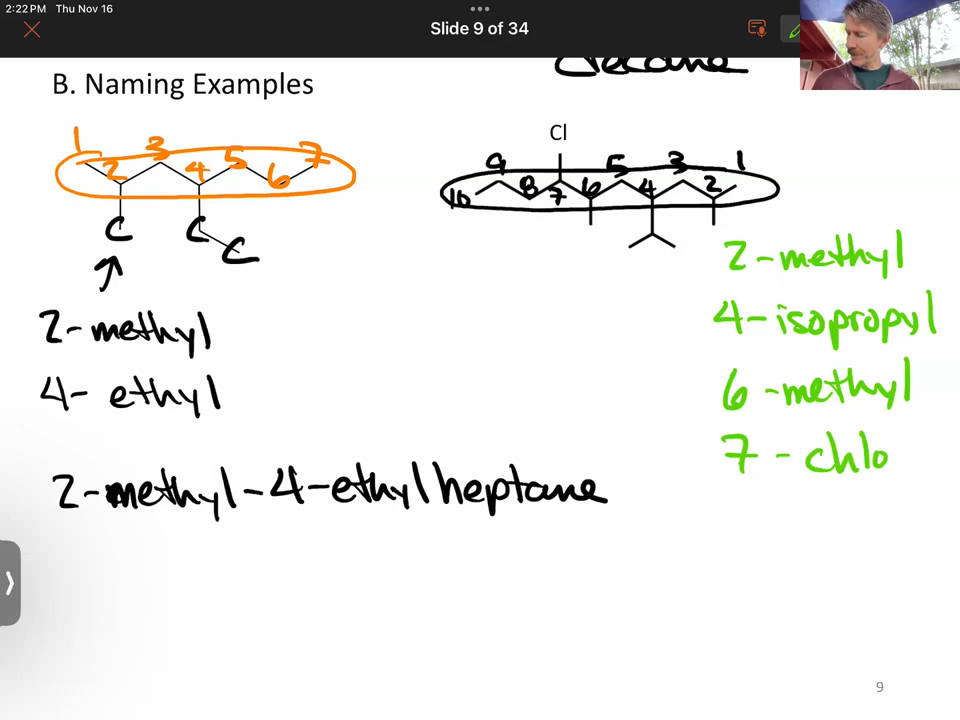 2:22 PM Thu Nov 16
Slide 9 of 34
decane
B. Naming Examples
1 2 3 4 5 6 7
C C C
Cl
10 9 8 7 6 5 4 3 2 1
2-methyl
4-ethyl
2-methyl
4-isopropyl
6-methyl
7-chlo
2-methyl-4-ethylheptane
9